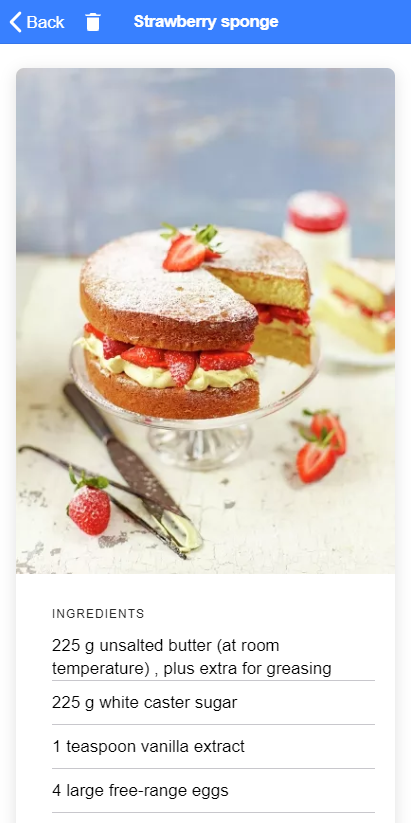 Back
Strawberry sponge
INGREDIENTS
225 g unsalted butter (at room
temperature) , plus extra for greasing
225 g white caster sugar
1 teaspoon vanilla extract
4 large free-range eggs